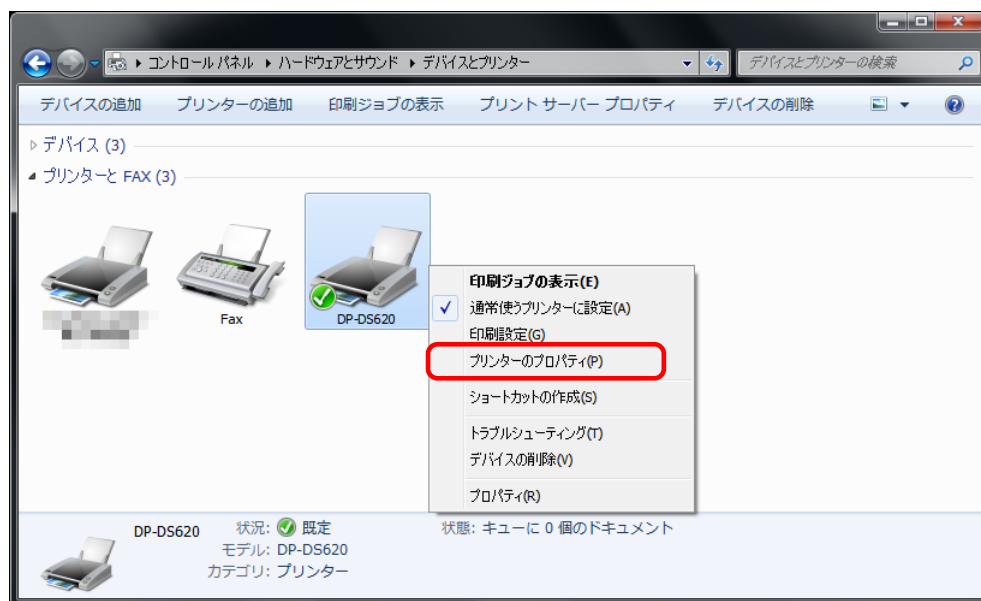 コントロール パネル ▸ ハードウェアとサウンド ▸ デバイスとプリンター
デバイスとプリンターの検索
デバイスの追加 プリンターの追加 印刷ジョブの表示 プリント サーバー プロパティ デバイスの削除
デバイス (3)
プリンターと FAX (3)
Fax
DP-DS620
印刷ジョブの表示(E)
通常使うプリンターに設定(A)
印刷設定(G)
プリンターのプロパティ(P)
ショートカットの作成(S)
トラブルシューティング(T)
デバイスの削除(V)
プロパティ(R)
DP-DS620 状況: 既定 状態: キューに 0 個のドキュメント
モデル: DP-DS620
カテゴリ: プリンター